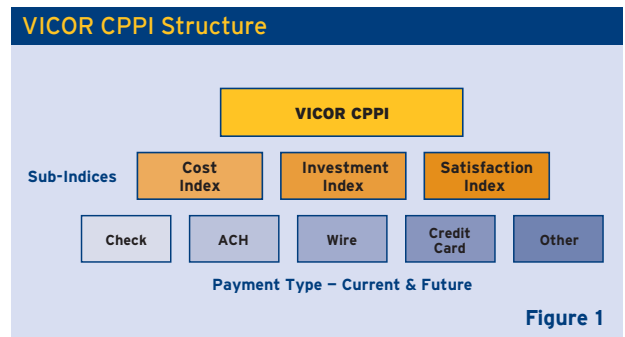 VICOR CPPI Structure
VICOR CPPI
Sub-Indices
Cost
Index
Investment
Index
Satisfaction
Index
Check
ACH
Wire
Credit
Card
Other
Payment Type – Current & Future
Figure 1